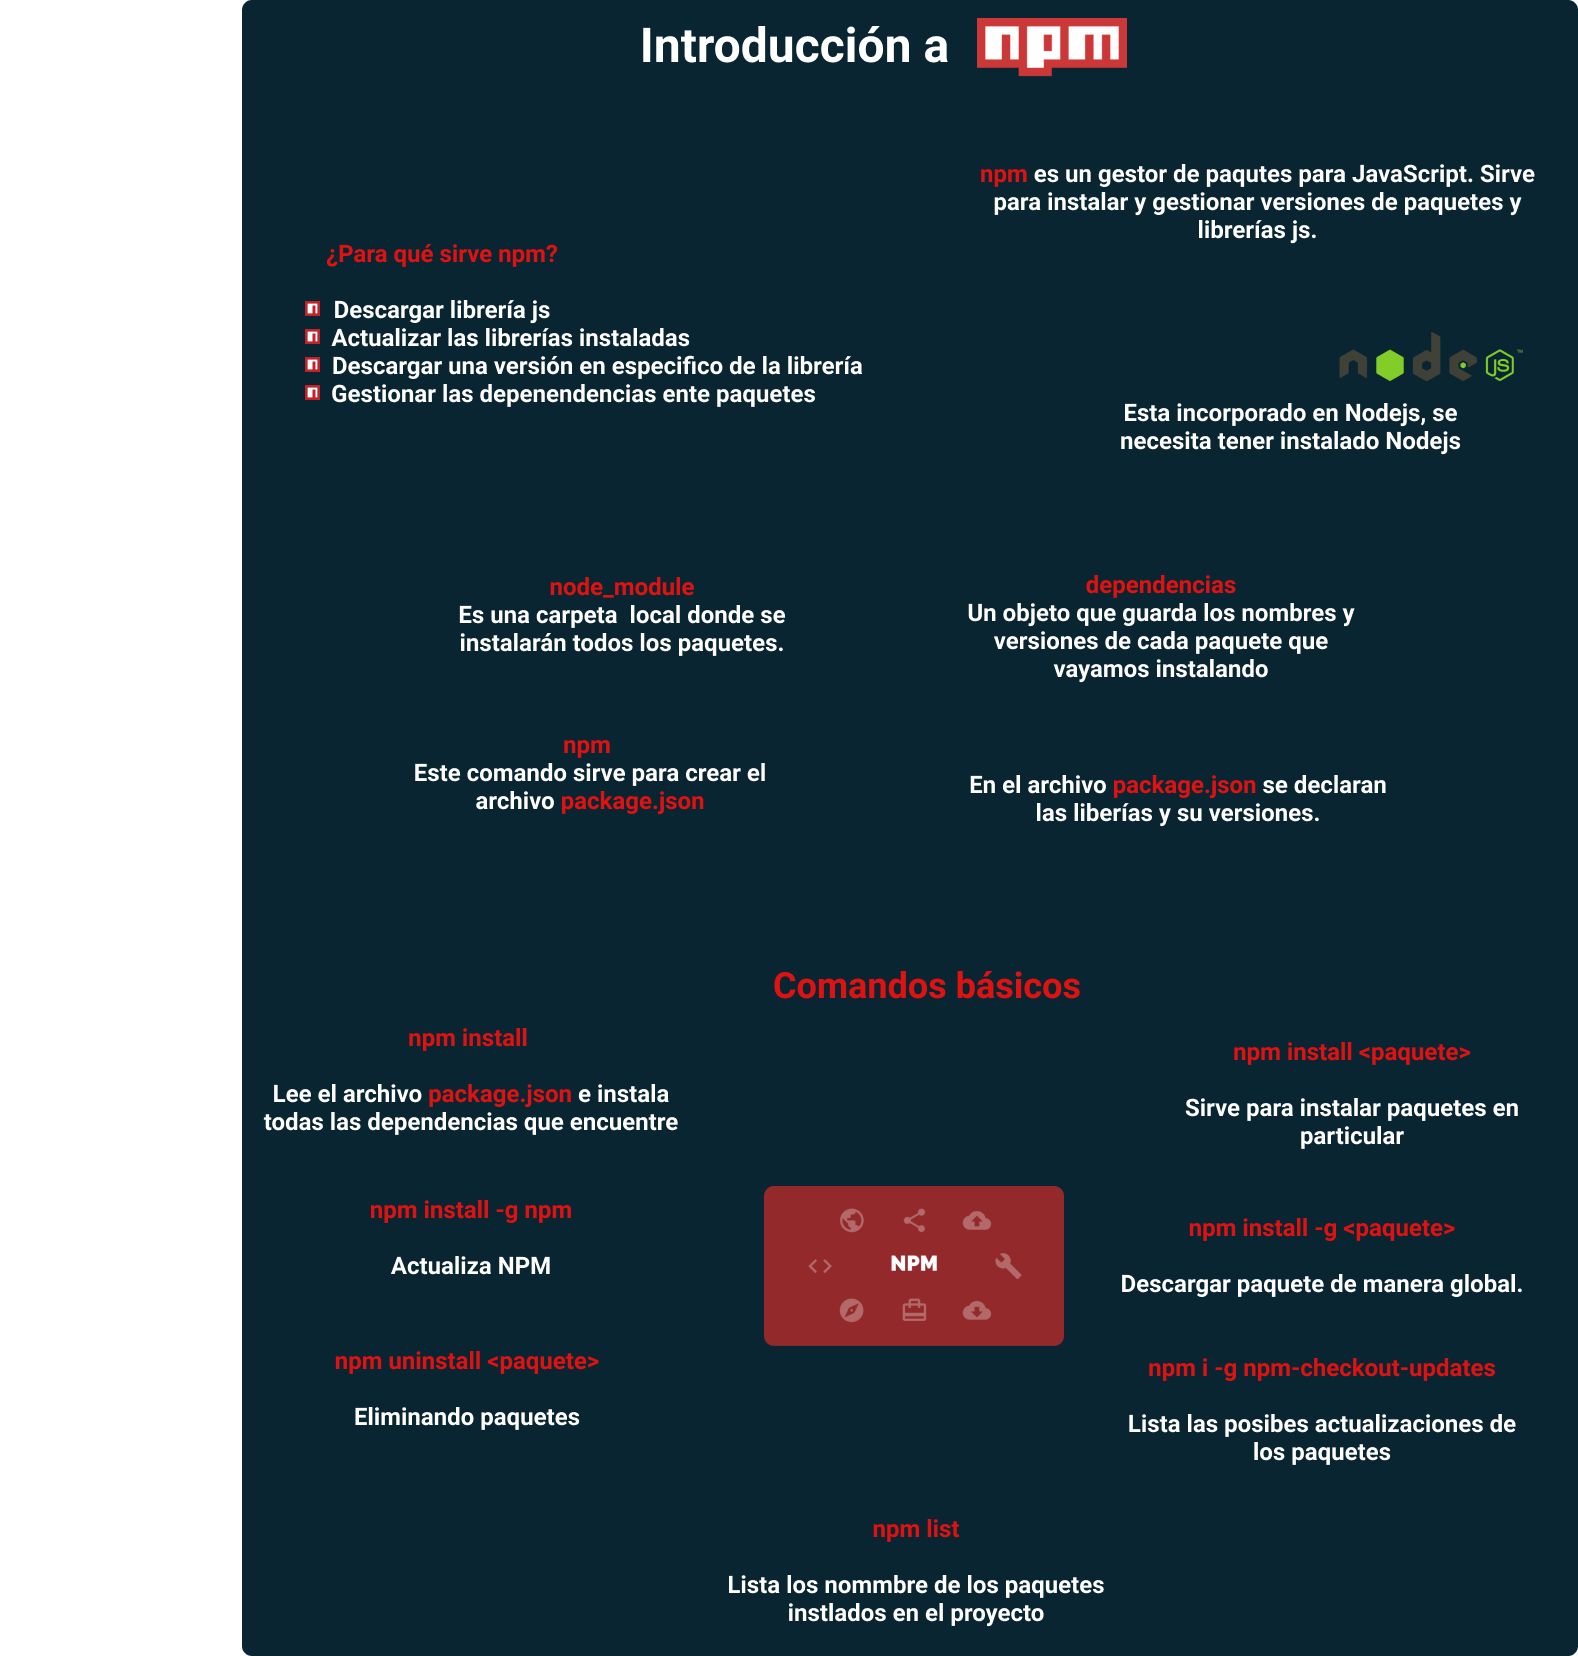 Introducción a npm
npm es un gestor de paqutes para JavaScript. Sirve
para instalar y gestionar versiones de paquetes y
librerías js.
¿Para qué sirve npm?
Descargar librería js
Actualizar las librerías instaladas
Descargar una versión en especifico de la librería
Gestionar las depenendencias ente paquetes
node JS ™
Esta incorporado en Nodejs, se
necesita tener instalado Nodejs
node_module
Es una carpeta  local donde se
instalarán todos los paquetes.
dependencias
Un objeto que guarda los nombres y
versiones de cada paquete que
vayamos instalando
npm
Este comando sirve para crear el
archivo package.json
En el archivo package.json se declaran
las liberías y su versiones.
Comandos básicos
npm install
Lee el archivo package.json e instala
todas las dependencias que encuentre
npm install <paquete>
Sirve para instalar paquetes en
particular
npm install -g npm
Actualiza NPM
NPM
npm install -g <paquete>
Descargar paquete de manera global.
npm uninstall <paquete>
Eliminando paquetes
npm i -g npm-checkout-updates
Lista las posibes actualizaciones de
los paquetes
npm list
Lista los nommbre de los paquetes
instlados en el proyecto